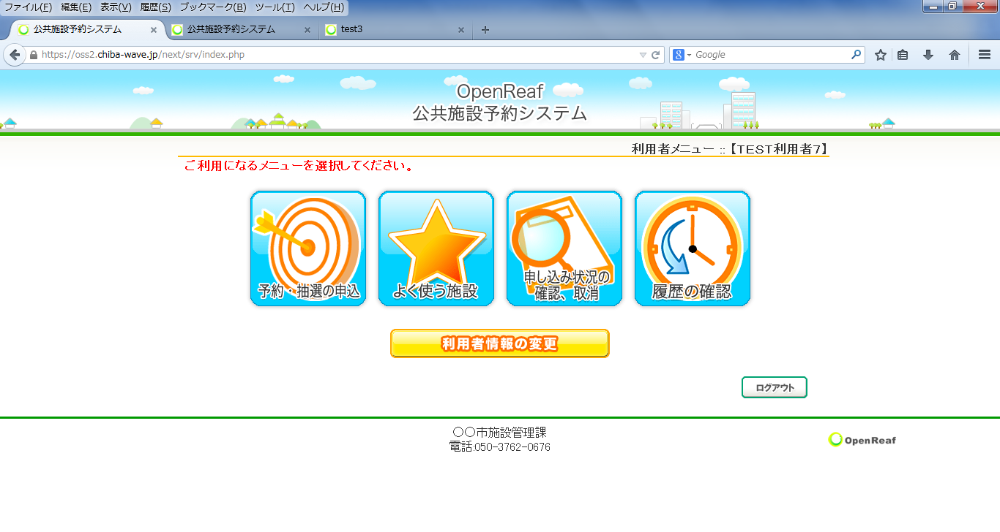 ファイル(F) 編集(E) 表示(V) 履歴(S) ブックマーク(B) ツール(T) ヘルプ(H)
公共施設予約システム × 公共施設予約システム × test3 × +
https://oss2.chiba-wave.jp/next/srv/index.php
8 Google
OpenReaf
公共施設予約システム
利用者メニュー ::【TEST利用者7】
ご利用になるメニューを選択してください。
予約・抽選の申込
よく使う施設
申し込み状況の
確認、取消
履歴の確認
利用者情報の変更
ログアウト
〇〇市施設管理課
電話:050-3762-0676
OpenReaf